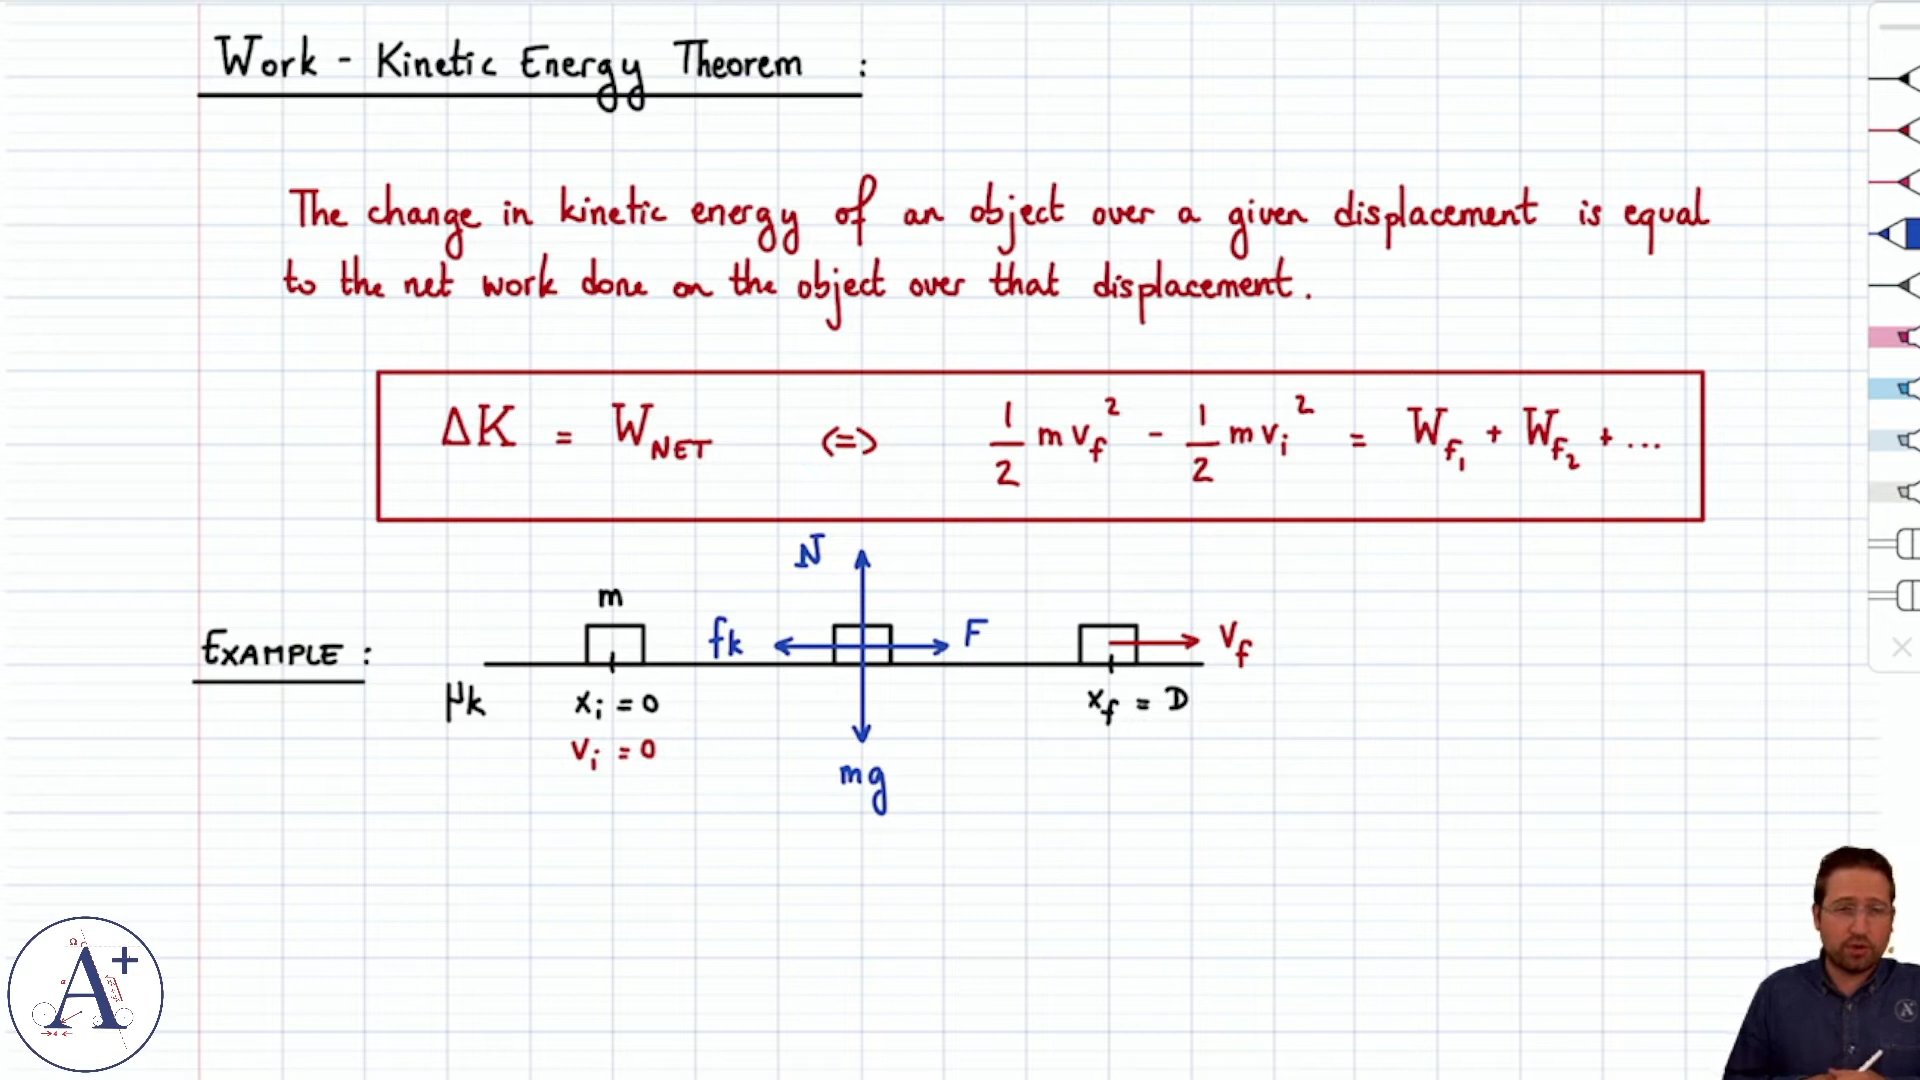 Work - Kinetic Energy Theorem :
The change in kinetic energy of an object over a given displacement is equal
to the net work done on the object over that displacement.
ΔK = W_NET (=) 1/2 m v_f^2 - 1/2 m v_i^2 = W_F1 + W_F2 + ...
N
m
fk
F
v_f
EXAMPLE :
μk
x_i = 0
x_f = D
v_i = 0
mg
A+